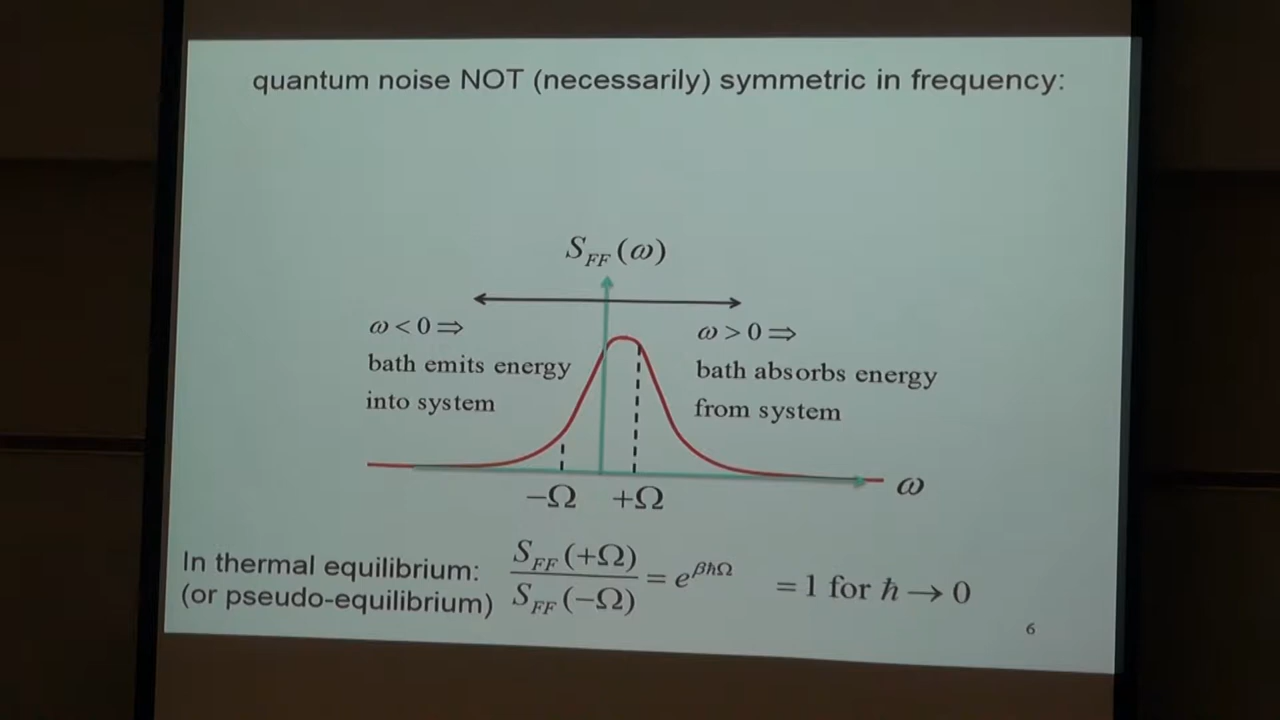 quantum noise NOT (necessarily) symmetric in frequency:
S_FF(ω)
ω < 0 ⇒
bath emits energy
into system
ω > 0 ⇒
bath absorbs energy
from system
−Ω +Ω ω
In thermal equilibrium:
(or pseudo-equilibrium)
S_FF(+Ω) / S_FF(−Ω) = e^{βħΩ} = 1 for ħ → 0
6